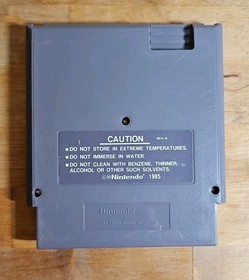 CAUTION
• DO NOT STORE IN EXTREME TEMPERATURES.
• DO NOT IMMERSE IN WATER.
• DO NOT CLEAN WITH BENZENE, THINNER,
ALCOHOL OR OTHER SUCH SOLVENTS.
©®Nintendo 1985
Nintendo